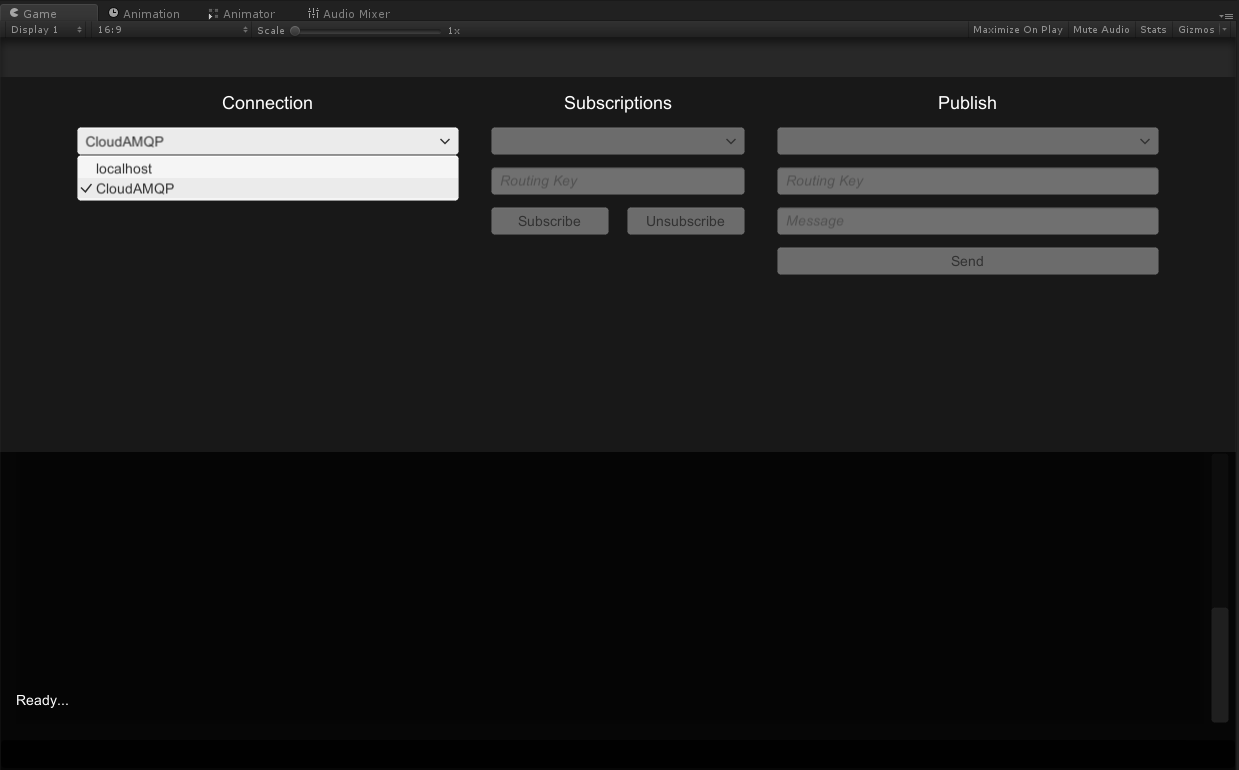 Game Animation Animator Audio Mixer
Display 1 16:9 Scale 1x Maximize On Play Mute Audio Stats Gizmos
Connection Subscriptions Publish
CloudAMQP
localhost
CloudAMQP
Routing Key Routing Key
Subscribe Unsubscribe Message
Send
Ready...